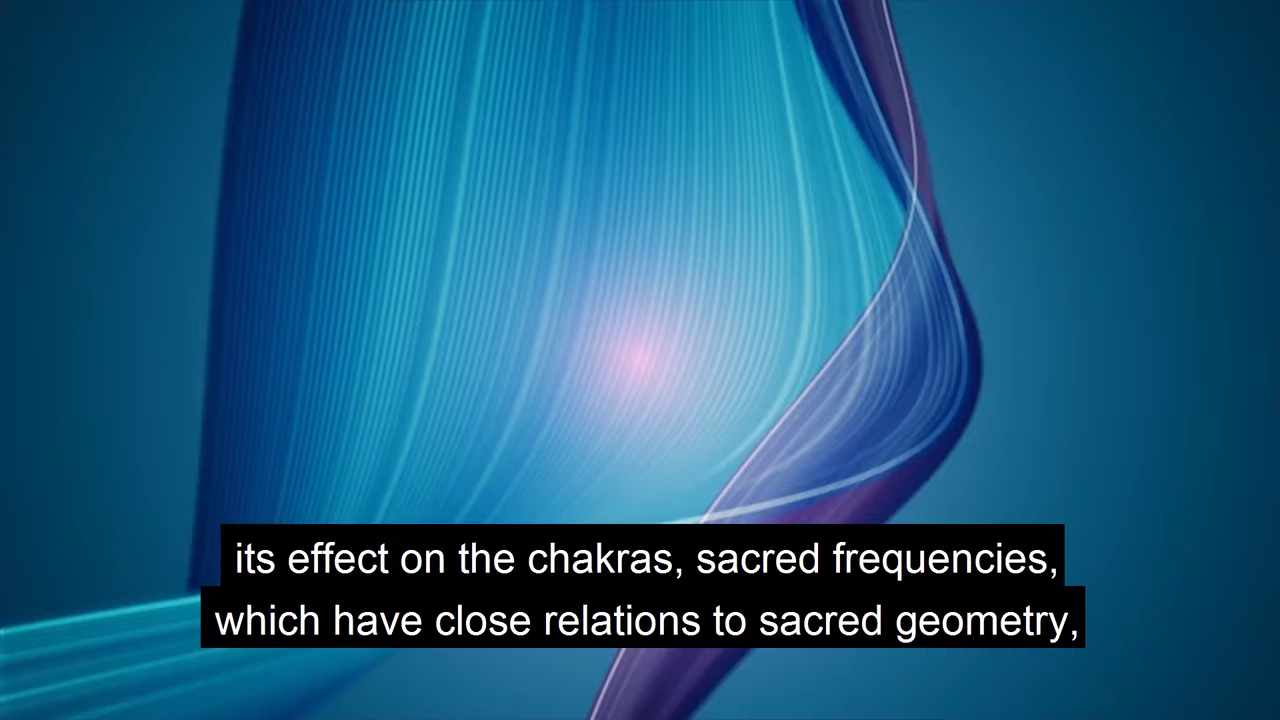 its effect on the chakras, sacred frequencies,
which have close relations to sacred geometry,